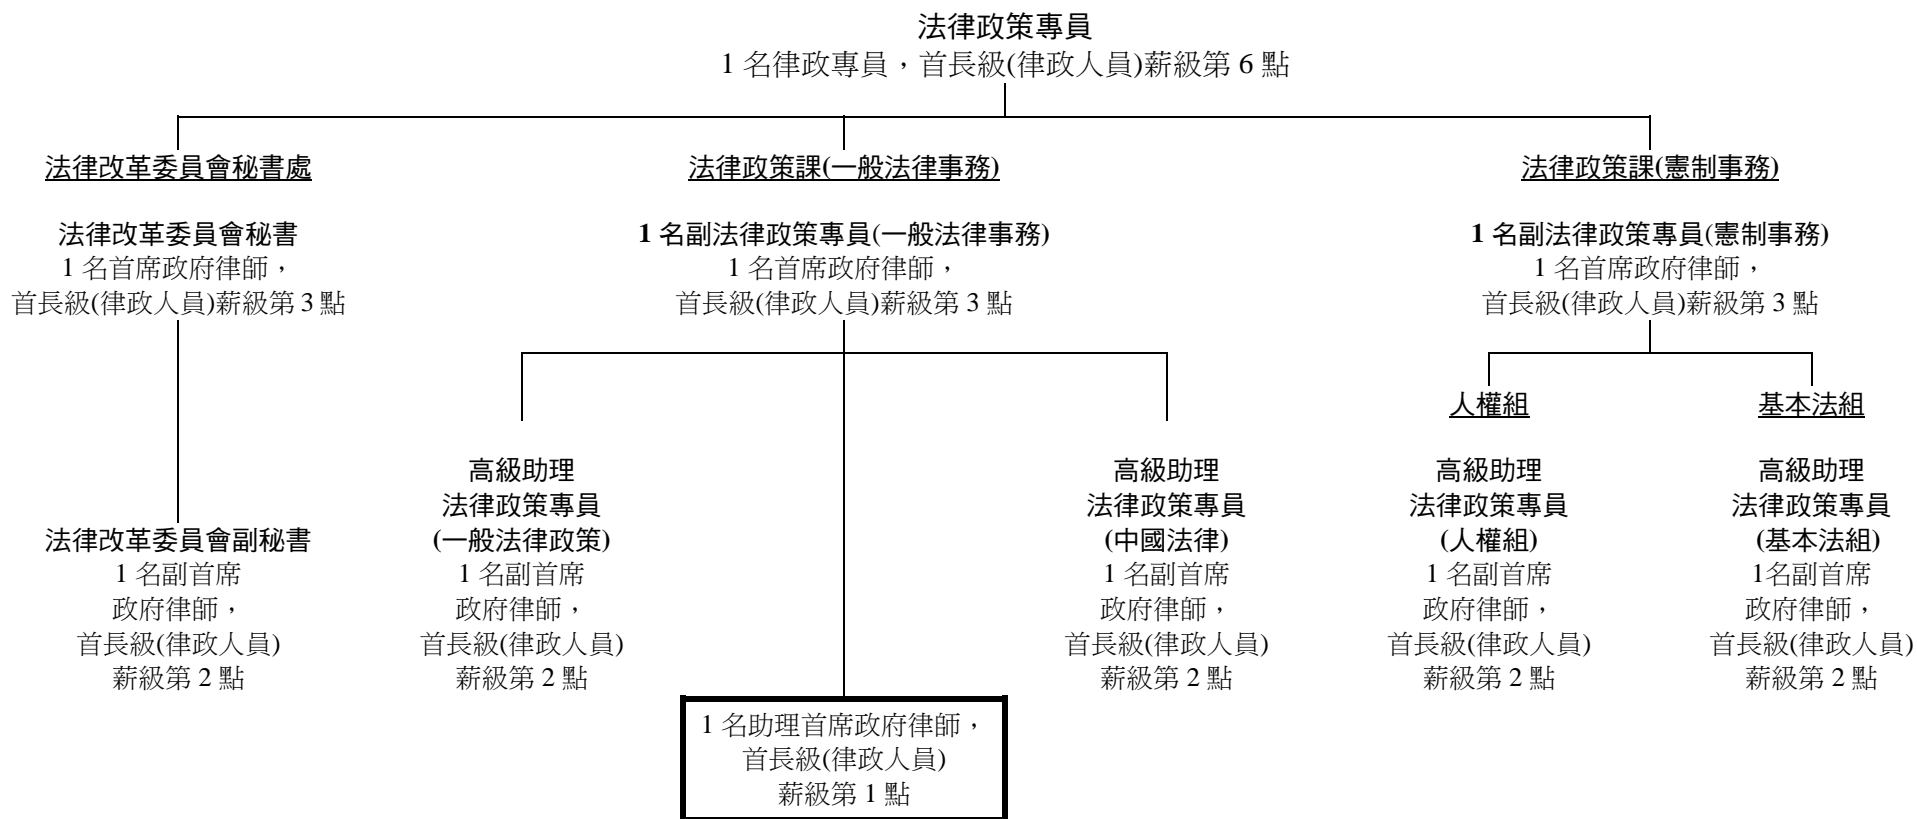 法律政策專員
1 名律政專員，首長級(律政人員)薪級第 6 點
法律改革委員會秘書處
法律改革委員會秘書
1 名首席政府律師，
首長級(律政人員)薪級第 3 點
法律改革委員會副秘書
1 名副首席
政府律師，
首長級(律政人員)
薪級第 2 點
法律政策課(一般法律事務)
1 名副法律政策專員(一般法律事務)
1 名首席政府律師，
首長級(律政人員)薪級第 3 點
高級助理
法律政策專員
(一般法律政策)
1 名副首席
政府律師，
首長級(律政人員)
薪級第 2 點
1 名助理首席政府律師，
首長級(律政人員)
薪級第 1 點
高級助理
法律政策專員
(中國法律)
1 名副首席
政府律師，
首長級(律政人員)
薪級第 2 點
法律政策課(憲制事務)
1 名副法律政策專員(憲制事務)
1 名首席政府律師，
首長級(律政人員)薪級第 3 點
人權組
高級助理
法律政策專員
(人權組)
1 名副首席
政府律師，
首長級(律政人員)
薪級第 2 點
基本法組
高級助理
法律政策專員
(基本法組)
1名副首席
政府律師，
首長級(律政人員)
薪級第 2 點